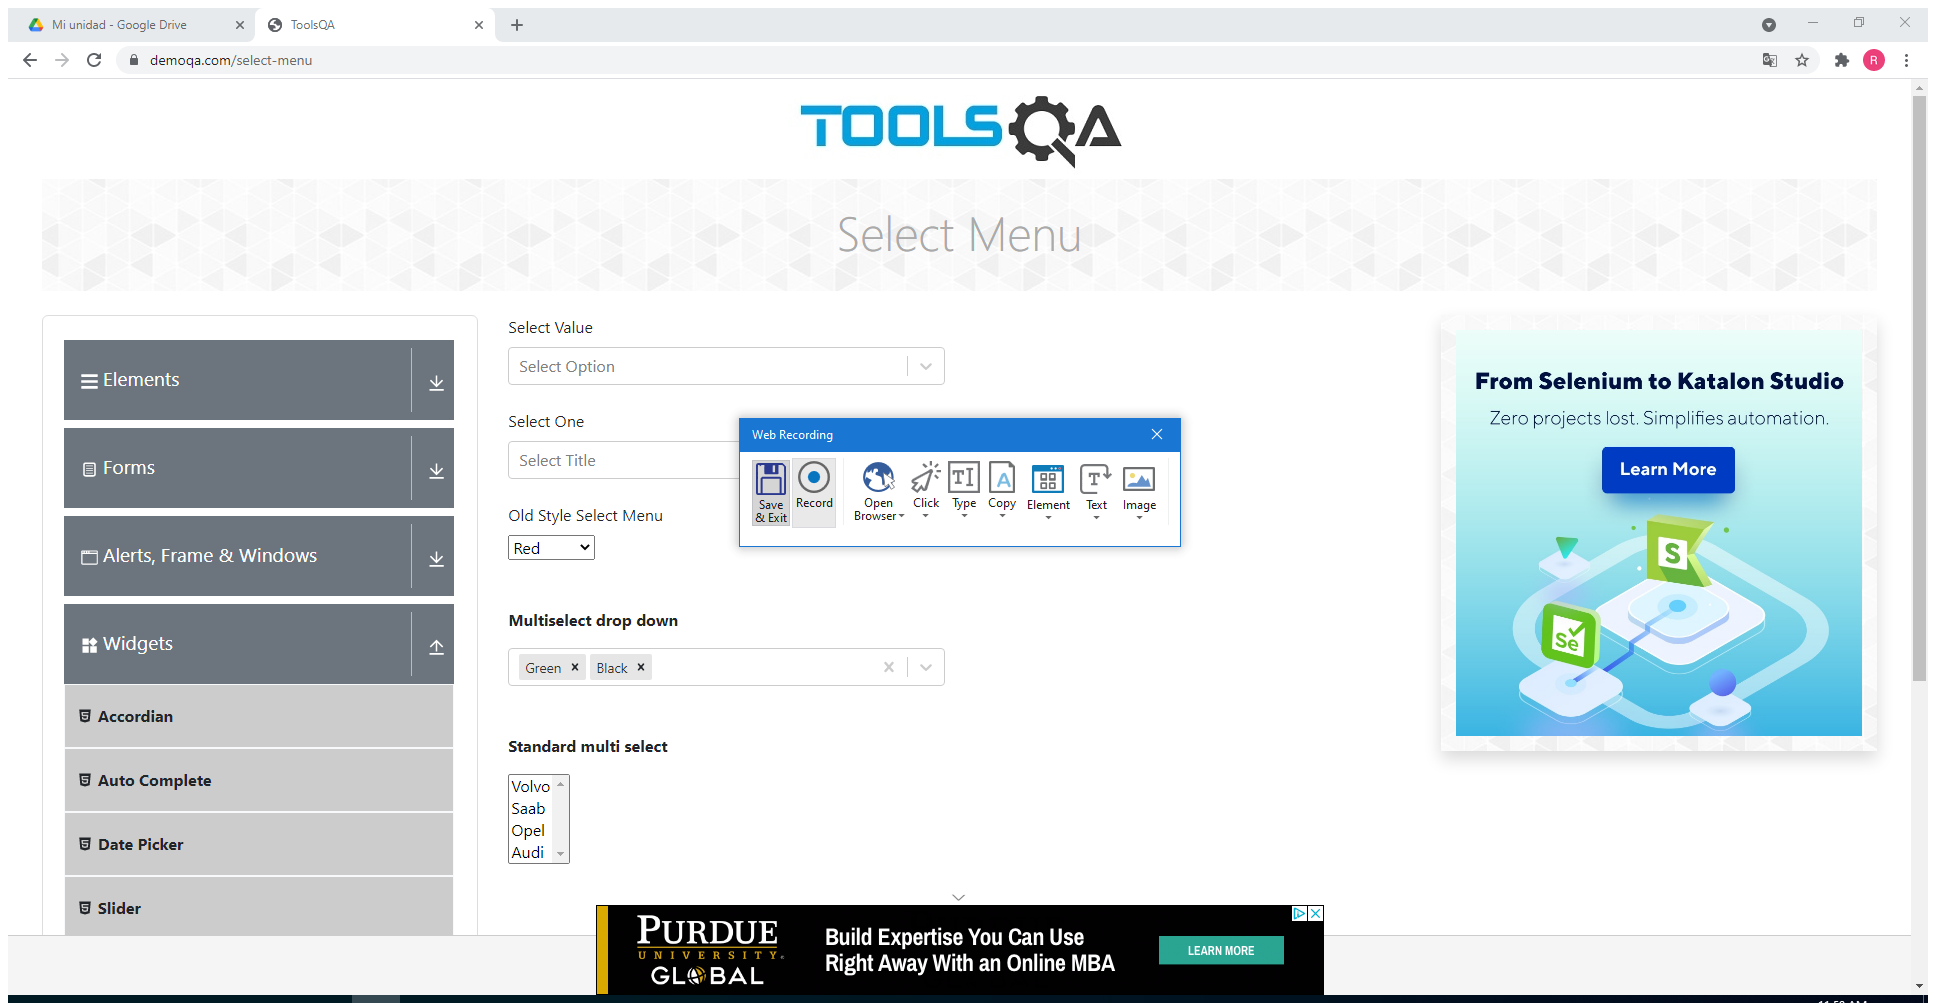 Mi unidad - Google Drive
ToolsQA
demoqa.com/select-menu
R
TOOLSQA
Select Menu
Elements
Forms
Alerts, Frame & Windows
Widgets
Accordian
Auto Complete
Date Picker
Slider
Select Value
Select Option
Select One
Select Title
Old Style Select Menu
Red
Multiselect drop down
Green
Black
Standard multi select
Volvo
Saab
Opel
Audi
Web Recording
Save
& Exit
Record
Open
Browser
Click
TI
Type
A
Copy
Element
T
Text
Image
From Selenium to Katalon Studio
Zero projects lost. Simplifies automation.
Learn More
S
Se
PURDUE
UNIVERSITY
GLOBAL
Build Expertise You Can Use
Right Away With an Online MBA
LEARN MORE